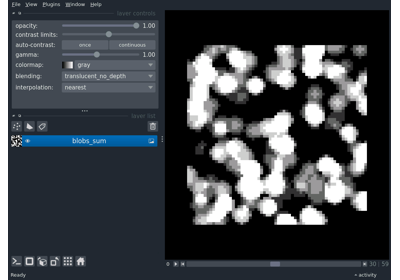 File View Plugins Window Help
layer controls
opacity: 1.00
contrast limits:
auto-contrast: once continuous
gamma: 1.00
colormap: gray
blending: translucent_no_depth
interpolation: nearest
layer list
blobs_sum
30 59
Ready
activity